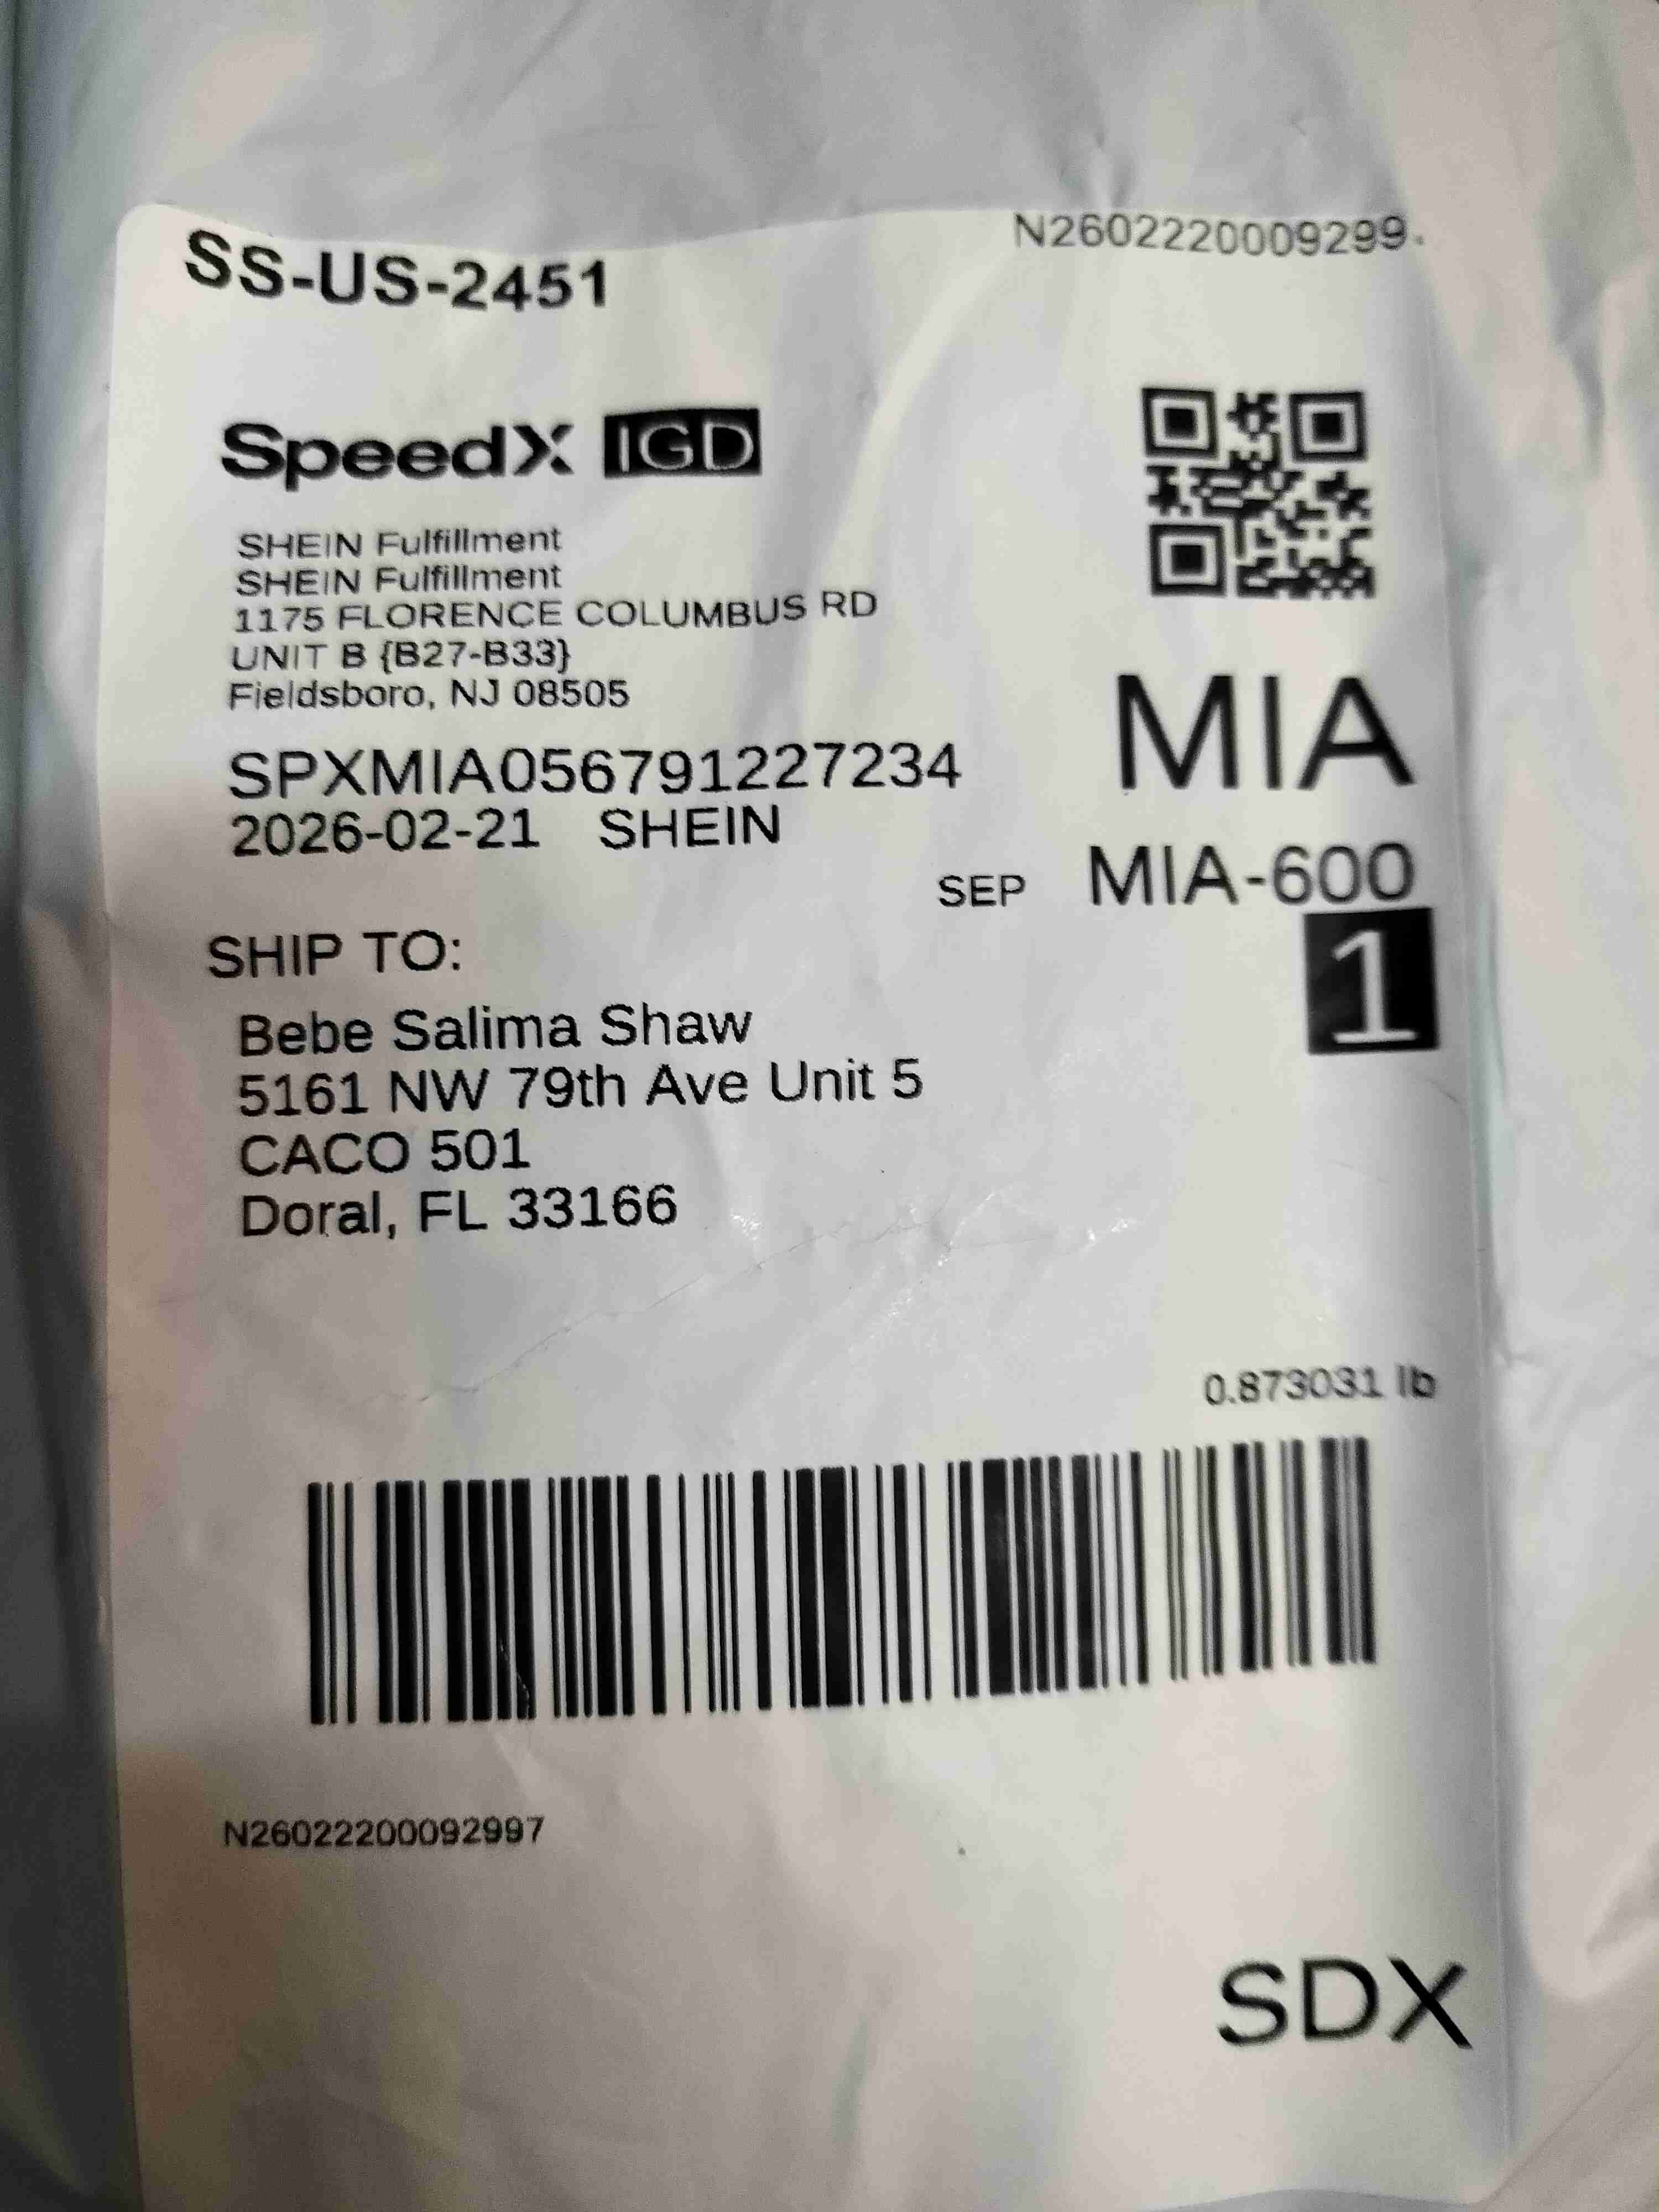 SS-US-2451
N2602220009299
SpeedX IGD
SHEIN Fulfillment
SHEIN Fulfillment
1175 FLORENCE COLUMBUS RD
UNIT B {B27-B33}
Fieldsboro, NJ 08505
MIA
SPXMIA056791227234
2026-02-21 SHEIN
SEP MIA-600
1
SHIP TO:
Bebe Salima Shaw
5161 NW 79th Ave Unit 5
CACO 501
Doral, FL 33166
0.873031 lb
N26022200092997
SDX